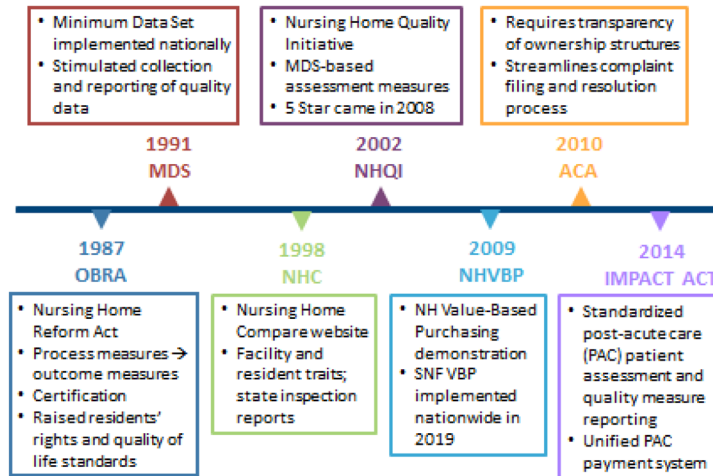 • Minimum Data Set
implemented nationally
• Stimulated collection
and reporting of quality
data
• Nursing Home Quality
Initiative
• MDS-based
assessment measures
• 5 Star came in 2008
• Requires transparency
of ownership structures
• Streamlines complaint
filing and resolution
process
1991
MDS
2002
NHQI
2010
ACA
1987
OBRA
1998
NHC
2009
NHVBP
2014
IMPACT ACT
• Nursing Home
Reform Act
• Process measures →
outcome measures
• Certification
• Raised residents’
rights and quality of
life standards
• Nursing Home
Compare website
• Facility and
resident traits;
state inspection
reports
• NH Value-Based
Purchasing
demonstration
• SNF VBP
implemented
nationwide in
2019
• Standardized
post-acute care
(PAC) patient
assessment and
quality measure
reporting
• Unified PAC
payment system